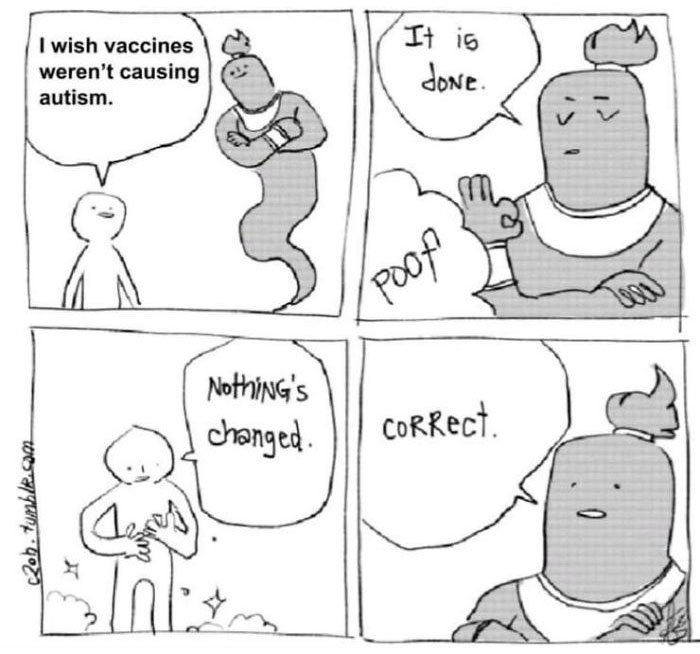 I wish vaccines
weren't causing
autism.
It is
done.
poof
Nothing's
changed.
correct.
c2ob.tumblr.com